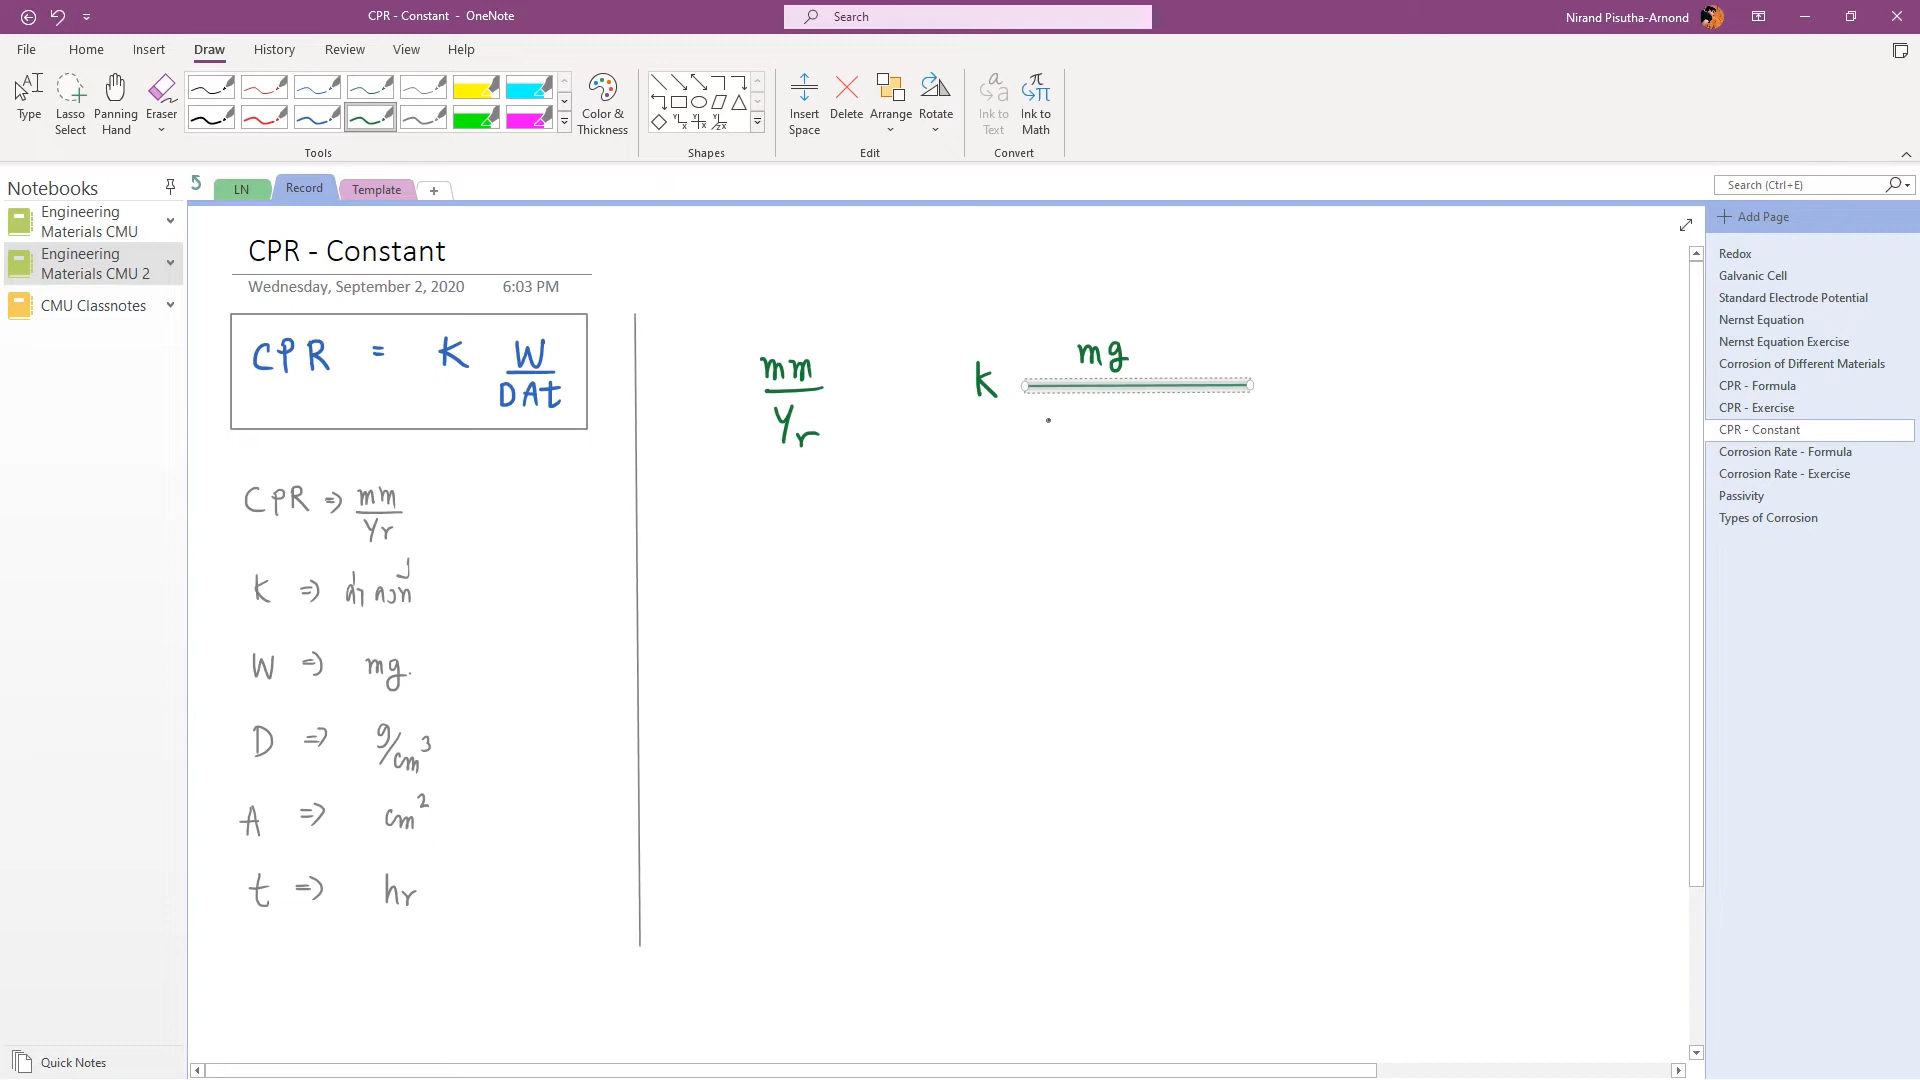 CPR - Constant - OneNote
Search
Nirand Pisutha-Arnond
File Home Insert Draw History Review View Help
Type
Lasso Select
Panning Hand
Eraser
Color & Thickness
Insert Space
Delete
Arrange
Rotate
Ink to Text
Ink to Math
Tools
Shapes
Edit
Convert
Notebooks
Engineering Materials CMU
Engineering Materials CMU 2
CMU Classnotes
Quick Notes
LN Record Template
Search (Ctrl+E)
CPR - Constant
Wednesday, September 2, 2020 6:03 PM
CPR = K W
DAt
CPR => mm
Yr
K =>
W => mg.
D => g/cm³
A => cm²
t => hr
mm
Yr
K mg
Add Page
Redox
Galvanic Cell
Standard Electrode Potential
Nernst Equation
Nernst Equation Exercise
Corrosion of Different Materials
CPR - Formula
CPR - Exercise
CPR - Constant
Corrosion Rate - Formula
Corrosion Rate - Exercise
Passivity
Types of Corrosion